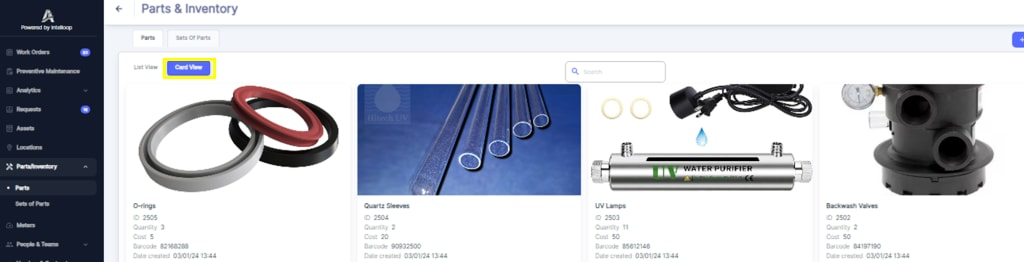 Powered by Intelloop
Parts & Inventory
Work Orders
Preventive Maintenance
Analytics
Requests
Assets
Locations
Parts/Inventory
Parts
Sets of Parts
Meters
People & Teams
Parts
Sets Of Parts
List View
Card View
Search
Hitech UV
UV WATER PURIFIER
O-rings
ID 2505
Quantity 3
Cost 5
Barcode 82168288
Date created 03/01/24 13:44
Quartz Sleeves
ID 2504
Quantity 2
Cost 20
Barcode 90932500
Date created 03/01/24 13:44
UV Lamps
ID 2503
Quantity 11
Cost 50
Barcode 85612146
Date created 03/01/24 13:44
Backwash Valves
ID 2502
Quantity 2
Cost 50
Barcode 84197190
Date created 03/01/24 13:44